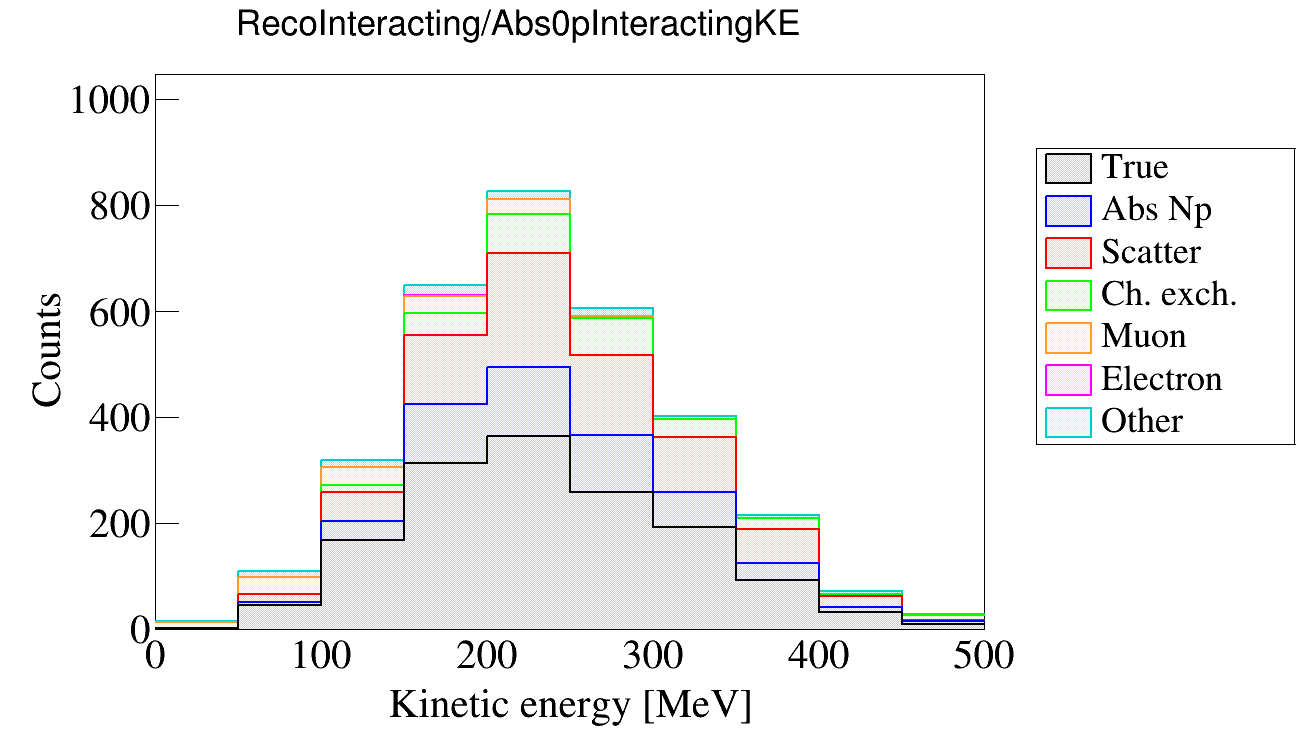 RecoInteracting/Abs0pInteractingKE
1000
800
600
400
200
0
Counts
0 100 200 300 400 500
Kinetic energy [MeV]
True
Abs Np
Scatter
Ch. exch.
Muon
Electron
Other